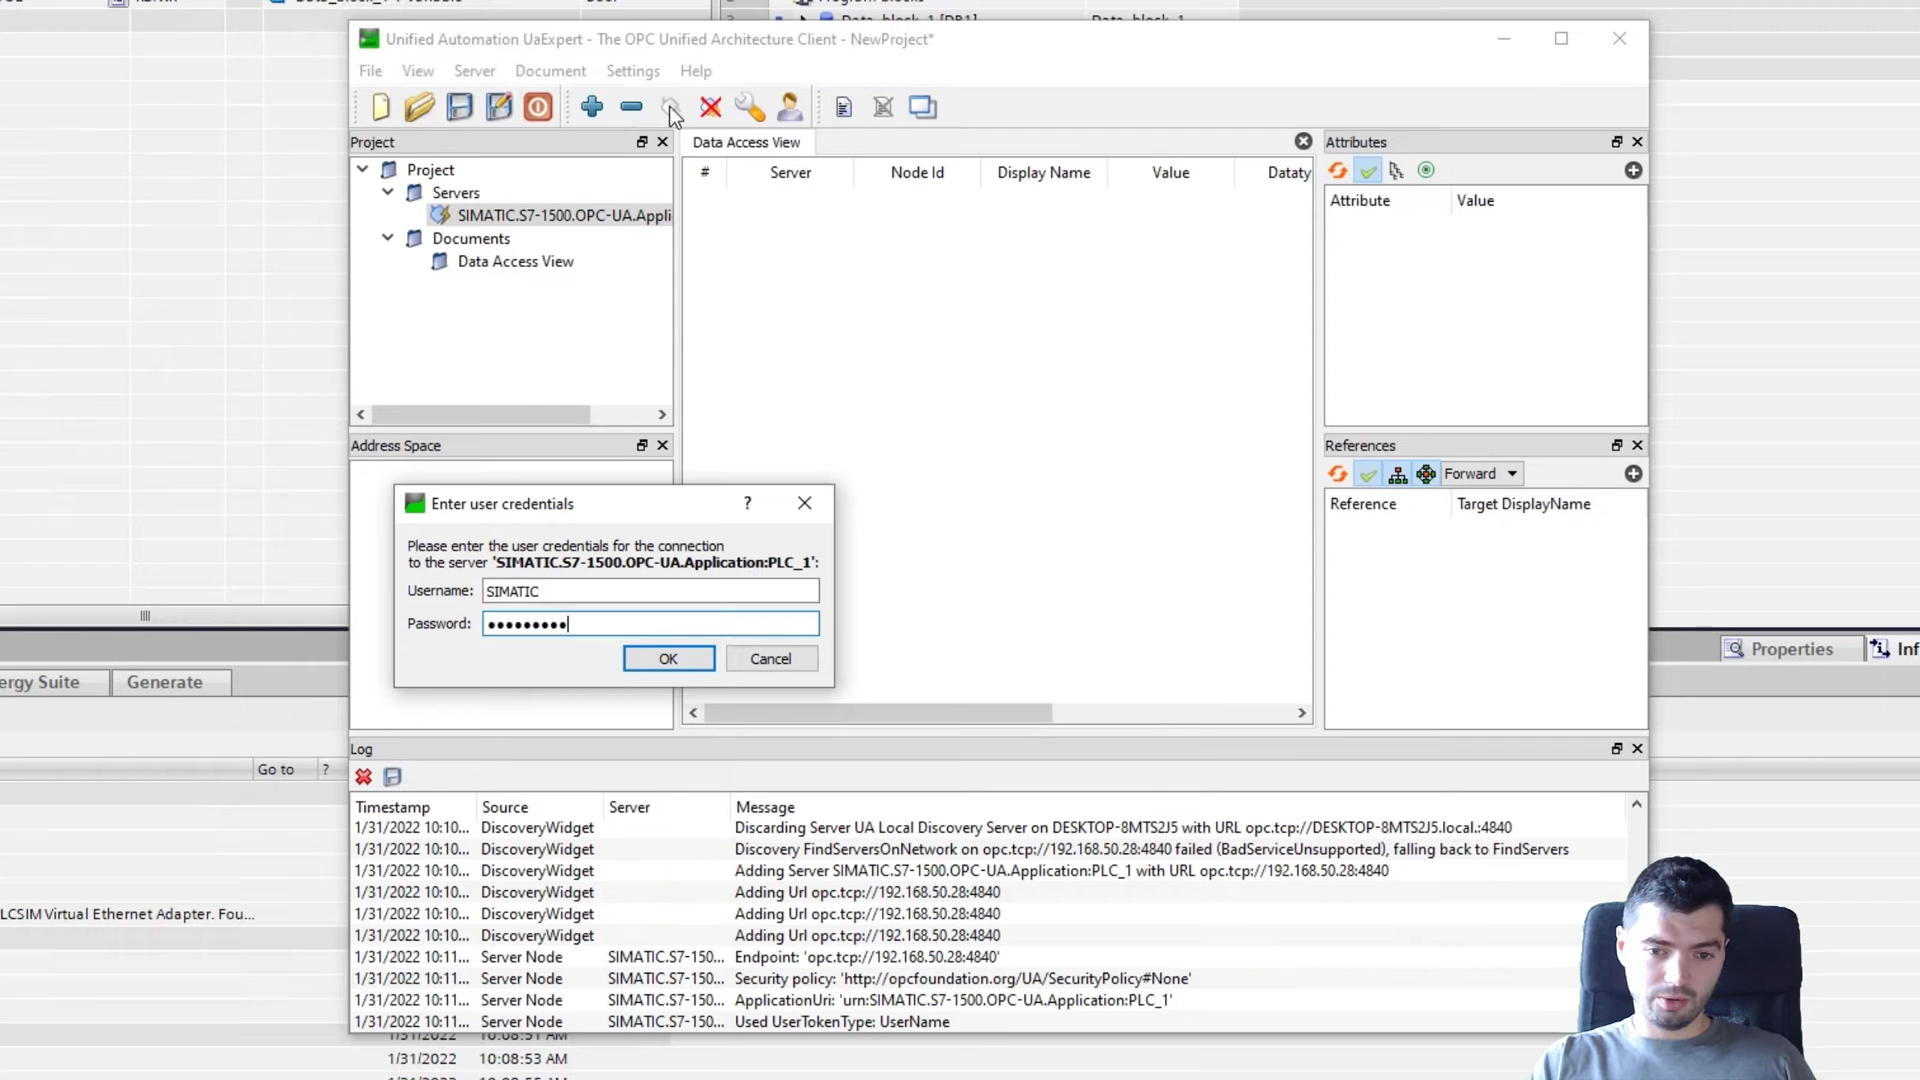 Data_block_1 [DB1]
Data_block_1
Unified Automation UaExpert - The OPC Unified Architecture Client - NewProject*
File View Server Document Settings Help
Project
Project
Servers
SIMATIC.S7-1500.OPC-UA.Appli
Documents
Data Access View
Address Space
Data Access View
# Server Node Id Display Name Value Dataty
Attributes
Attribute Value
References
Forward
Reference Target DisplayName
Enter user credentials
?
Please enter the user credentials for the connection
to the server 'SIMATIC.S7-1500.OPC-UA.Application:PLC_1':
Username: SIMATIC
Password: •••••••••
OK Cancel
ergy Suite Generate
Properties Inf
Go to ?
LCSIM Virtual Ethernet Adapter. Fou...
Log
Timestamp Source Server Message
1/31/2022 10:10... DiscoveryWidget Discarding Server UA Local Discovery Server on DESKTOP-8MTS2J5 with URL opc.tcp://DESKTOP-8MTS2J5.local.:4840
1/31/2022 10:10... DiscoveryWidget Discovery FindServersOnNetwork on opc.tcp://192.168.50.28:4840 failed (BadServiceUnsupported), falling back to FindServers
1/31/2022 10:10... DiscoveryWidget Adding Server SIMATIC.S7-1500.OPC-UA.Application:PLC_1 with URL opc.tcp://192.168.50.28:4840
1/31/2022 10:10... DiscoveryWidget Adding Url opc.tcp://192.168.50.28:4840
1/31/2022 10:10... DiscoveryWidget Adding Url opc.tcp://192.168.50.28:4840
1/31/2022 10:10... DiscoveryWidget Adding Url opc.tcp://192.168.50.28:4840
1/31/2022 10:11... Server Node SIMATIC.S7-150... Endpoint: 'opc.tcp://192.168.50.28:4840'
1/31/2022 10:11... Server Node SIMATIC.S7-150... Security policy: 'http://opcfoundation.org/UA/SecurityPolicy#None'
1/31/2022 10:11... Server Node SIMATIC.S7-150... ApplicationUri: 'urn:SIMATIC.S7-1500.OPC-UA.Application:PLC_1'
1/31/2022 10:11... Server Node SIMATIC.S7-150... Used UserTokenType: UserName
1/31/2022 10:08:51 AM
1/31/2022 10:08:53 AM